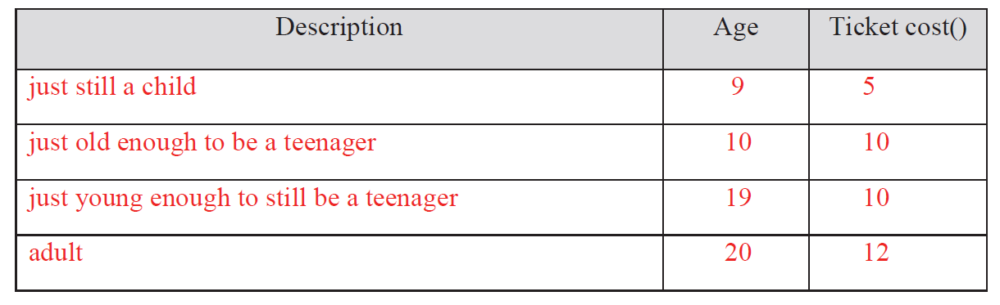 Description Age Ticket cost()
just still a child 9 5
just old enough to be a teenager 10 10
just young enough to still be a teenager 19 10
adult 20 12